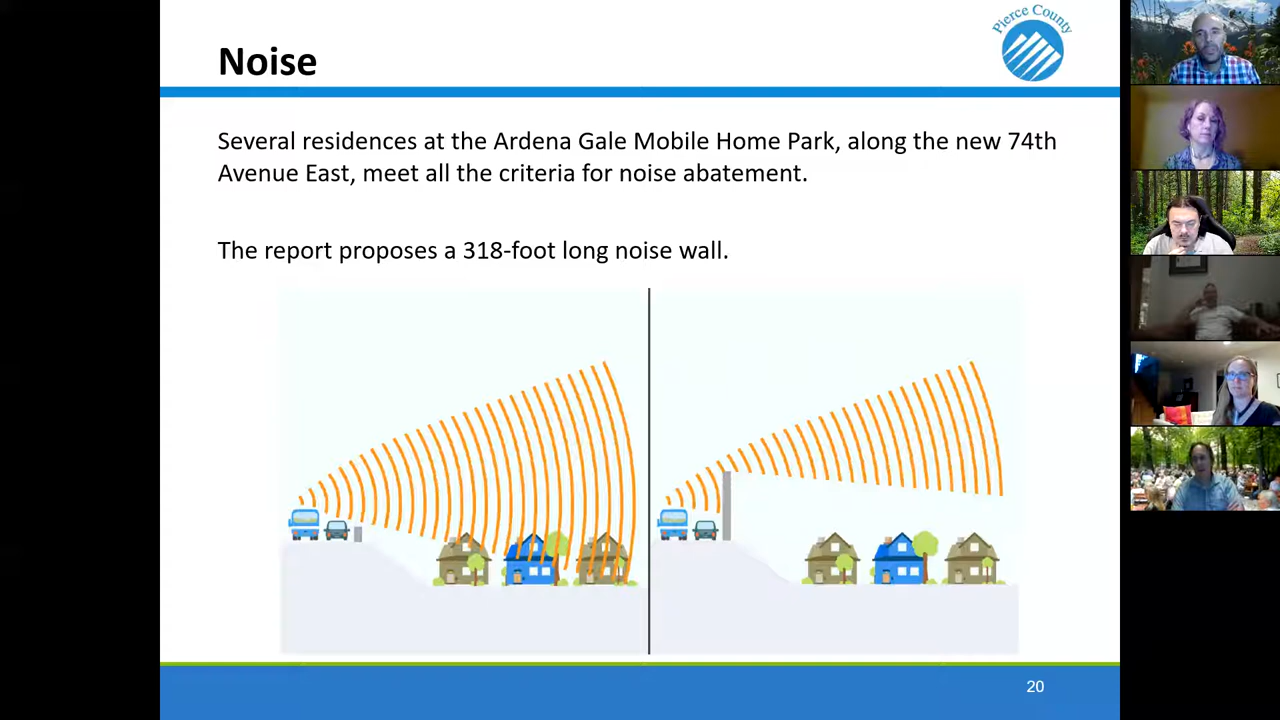 Pierce County
Noise
Several residences at the Ardena Gale Mobile Home Park, along the new 74th
Avenue East, meet all the criteria for noise abatement.
The report proposes a 318-foot long noise wall.
20